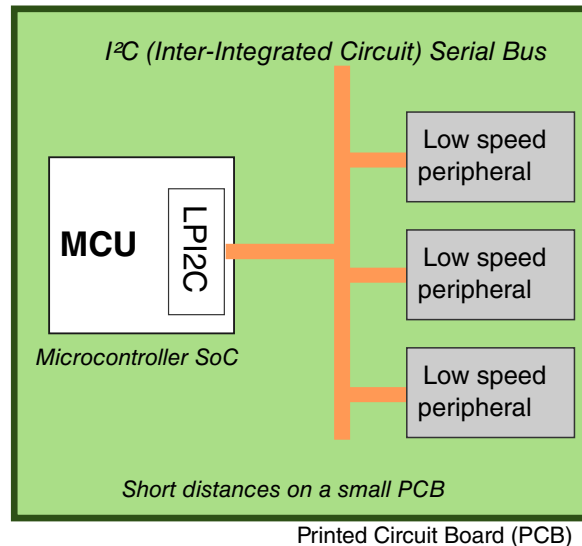 I²C (Inter-Integrated Circuit) Serial Bus
Low speed
peripheral
MCU
LPI2C
Low speed
peripheral
Microcontroller SoC
Low speed
peripheral
Short distances on a small PCB
Printed Circuit Board (PCB)